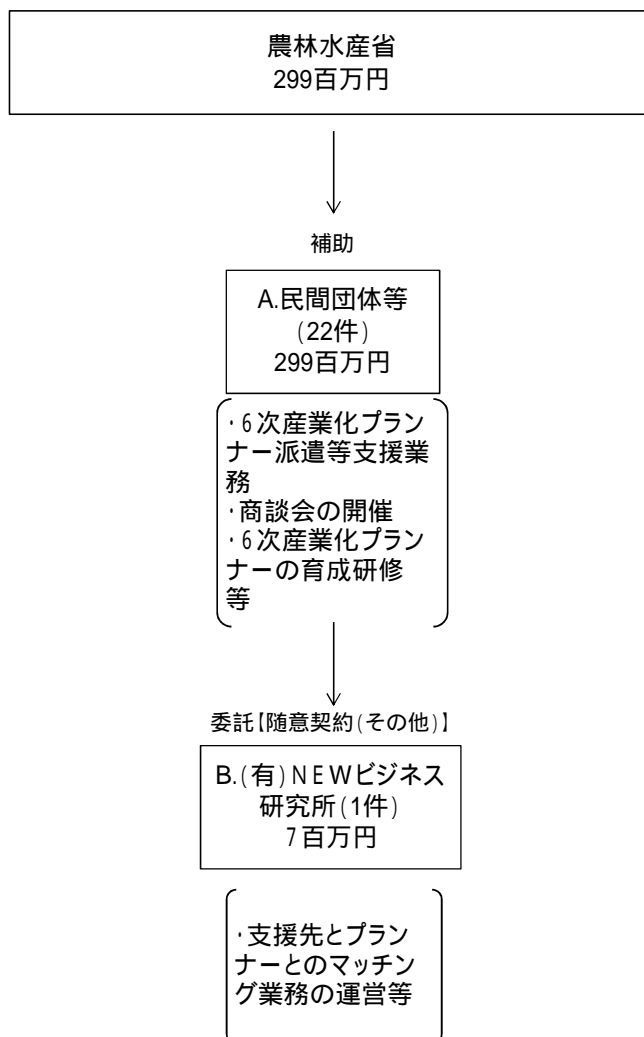 農林水産省
299百万円
補助
A.民間団体等
(22件)
299百万円
・6次産業化プラン
ナー派遣等支援業
務
・商談会の開催
・6次産業化プラン
ナーの育成研修
等
委託【随意契約(その他)】
B.(有)NEWビジネス
研究所(1件)
7百万円
・支援先とプラン
ナーとのマッチン
グ業務の運営等